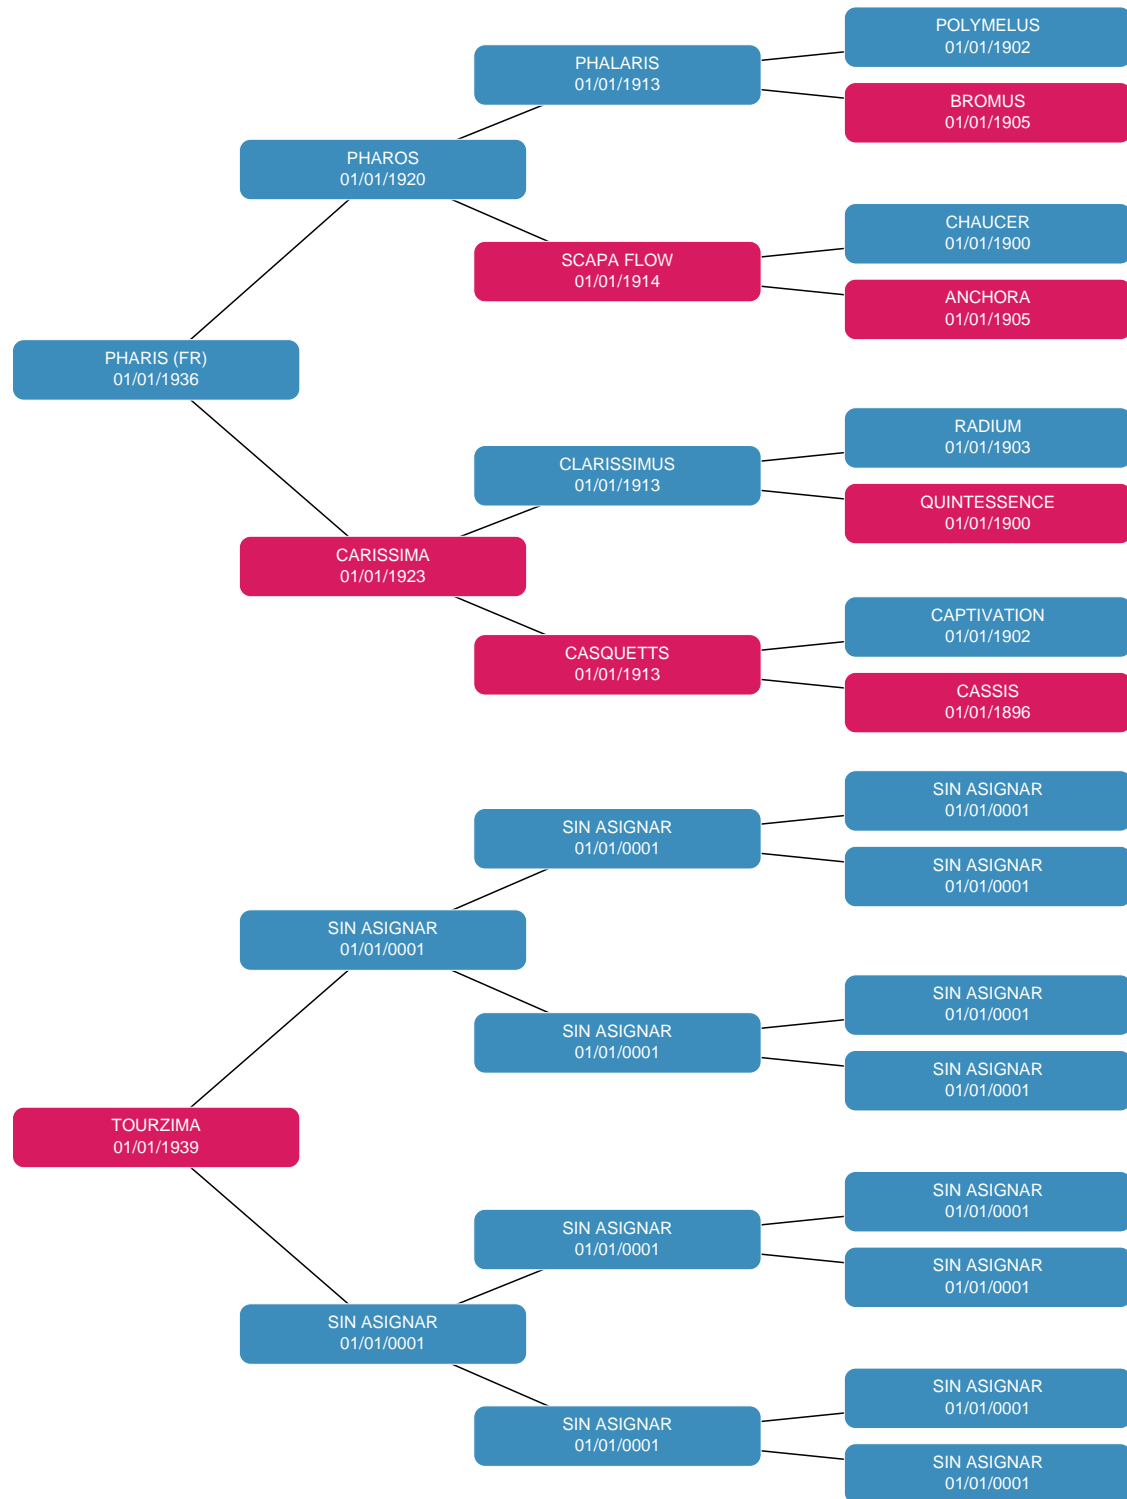 POLYMELUS
01/01/1902
PHALARIS
01/01/1913
BROMUS
01/01/1905
PHAROS
01/01/1920
CHAUCER
01/01/1900
SCAPA FLOW
01/01/1914
ANCHORA
01/01/1905
PHARIS (FR)
01/01/1936
RADIUM
01/01/1903
CLARISSIMUS
01/01/1913
QUINTESSENCE
01/01/1900
CARISSIMA
01/01/1923
CAPTIVATION
01/01/1902
CASQUETTS
01/01/1913
CASSIS
01/01/1896
SIN ASIGNAR
01/01/0001
SIN ASIGNAR
01/01/0001
SIN ASIGNAR
01/01/0001
SIN ASIGNAR
01/01/0001
SIN ASIGNAR
01/01/0001
SIN ASIGNAR
01/01/0001
SIN ASIGNAR
01/01/0001
TOURZIMA
01/01/1939
SIN ASIGNAR
01/01/0001
SIN ASIGNAR
01/01/0001
SIN ASIGNAR
01/01/0001
SIN ASIGNAR
01/01/0001
SIN ASIGNAR
01/01/0001
SIN ASIGNAR
01/01/0001
SIN ASIGNAR
01/01/0001